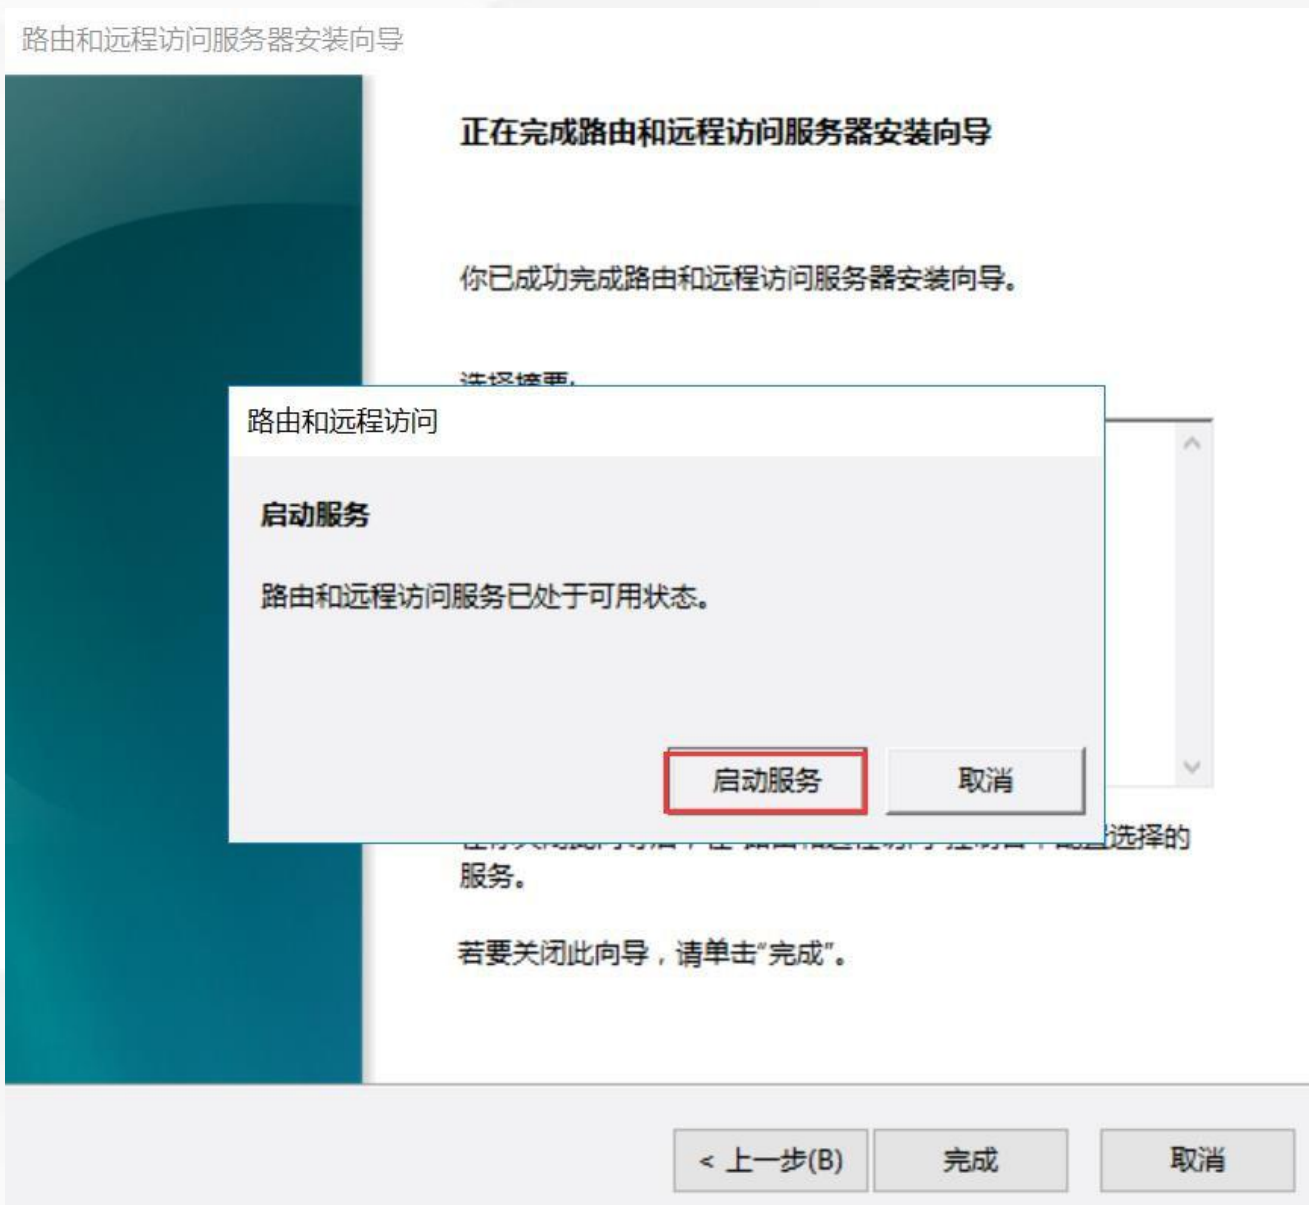 路由和远程访问服务器安装向导
正在完成路由和远程访问服务器安装向导
你已成功完成路由和远程访问服务器安装向导。
选择摘要:
路由和远程访问
启动服务
路由和远程访问服务已处于可用状态。
启动服务
取消
选择的
服务。
若要关闭此向导，请单击“完成”。
< 上一步(B)
完成
取消